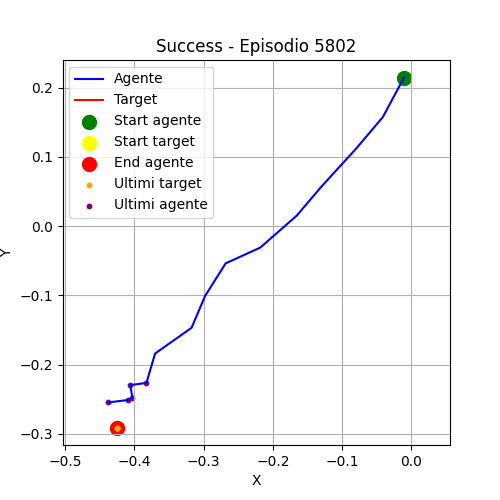 Success - Episodio 5802
Agente
Target
Start agente
Start target
End agente
Ultimi target
Ultimi agente
0.2
0.1
0.0
−0.1
−0.2
−0.3
Y
−0.5 −0.4 −0.3 −0.2 −0.1 0.0
X